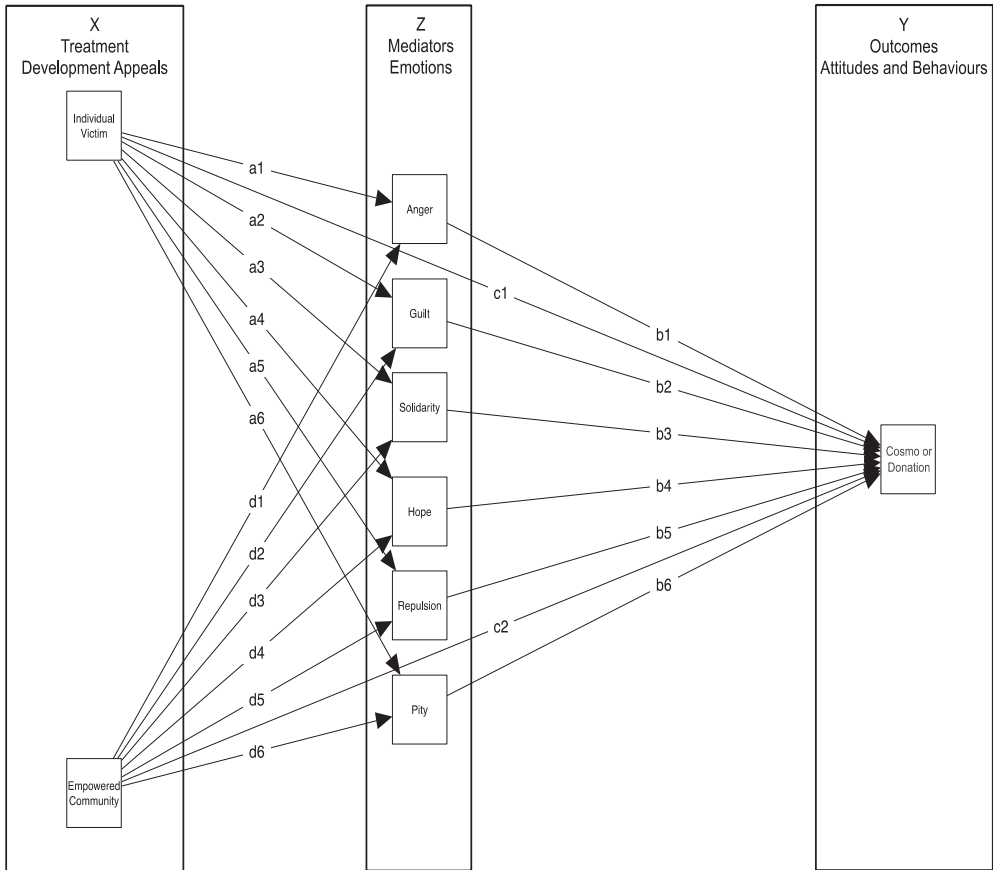 X
Treatment
Development Appeals
Z
Mediators
Emotions
Y
Outcomes
Attitudes and Behaviours
Individual
Victim
a1
a2
a3
a4
a5
a6
Anger
Guilt
Solidarity
Hope
Repulsion
Pity
c1
b1
b2
b3
b4
b5
b6
c2
Cosmo or
Donation
d1
d2
d3
d4
d5
d6
Empowered
Community